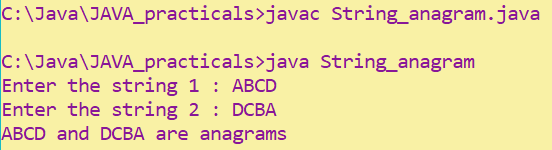 C:\Java\JAVA_practicals>javac String_anagram.java
C:\Java\JAVA_practicals>java String_anagram
Enter the string 1 : ABCD
Enter the string 2 : DCBA
ABCD and DCBA are anagrams